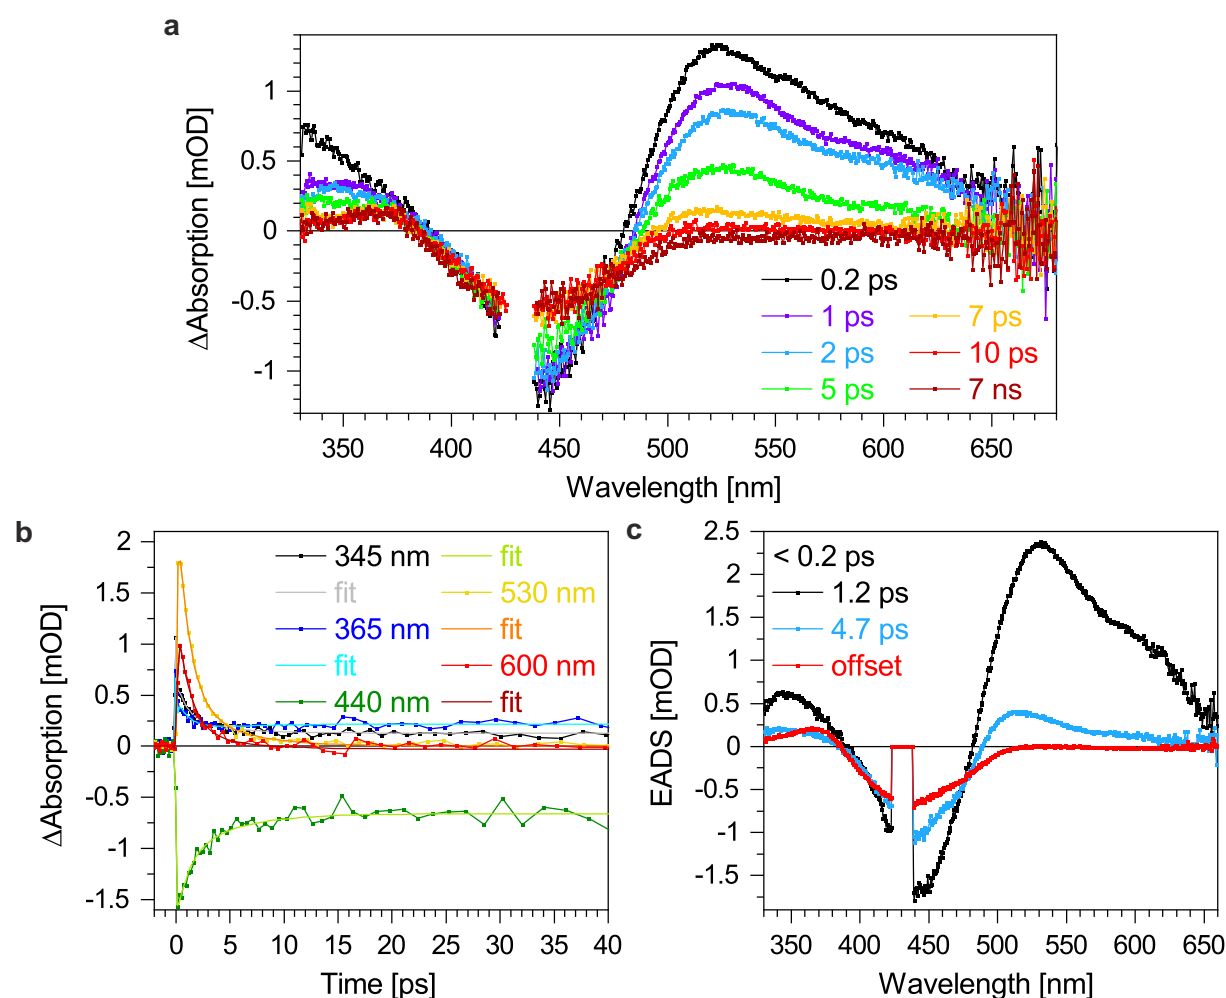 a
ΔAbsorption [mOD]
1
0.5
0
-0.5
-1
0.2 ps
1 ps
7 ps
2 ps
10 ps
5 ps
7 ns
350 400 450 500 550 600 650
Wavelength [nm]
b
ΔAbsorption [mOD]
2
1.5
1
0.5
0
-0.5
-1
-1.5
345 nm
fit
fit
530 nm
365 nm
fit
fit
600 nm
440 nm
fit
0 5 10 15 20 25 30 35 40
Time [ps]
c
EADS [mOD]
2.5
2
1.5
1
0.5
0
-0.5
-1
-1.5
< 0.2 ps
1.2 ps
4.7 ps
offset
350 400 450 500 550 600 650
Wavelength [nm]